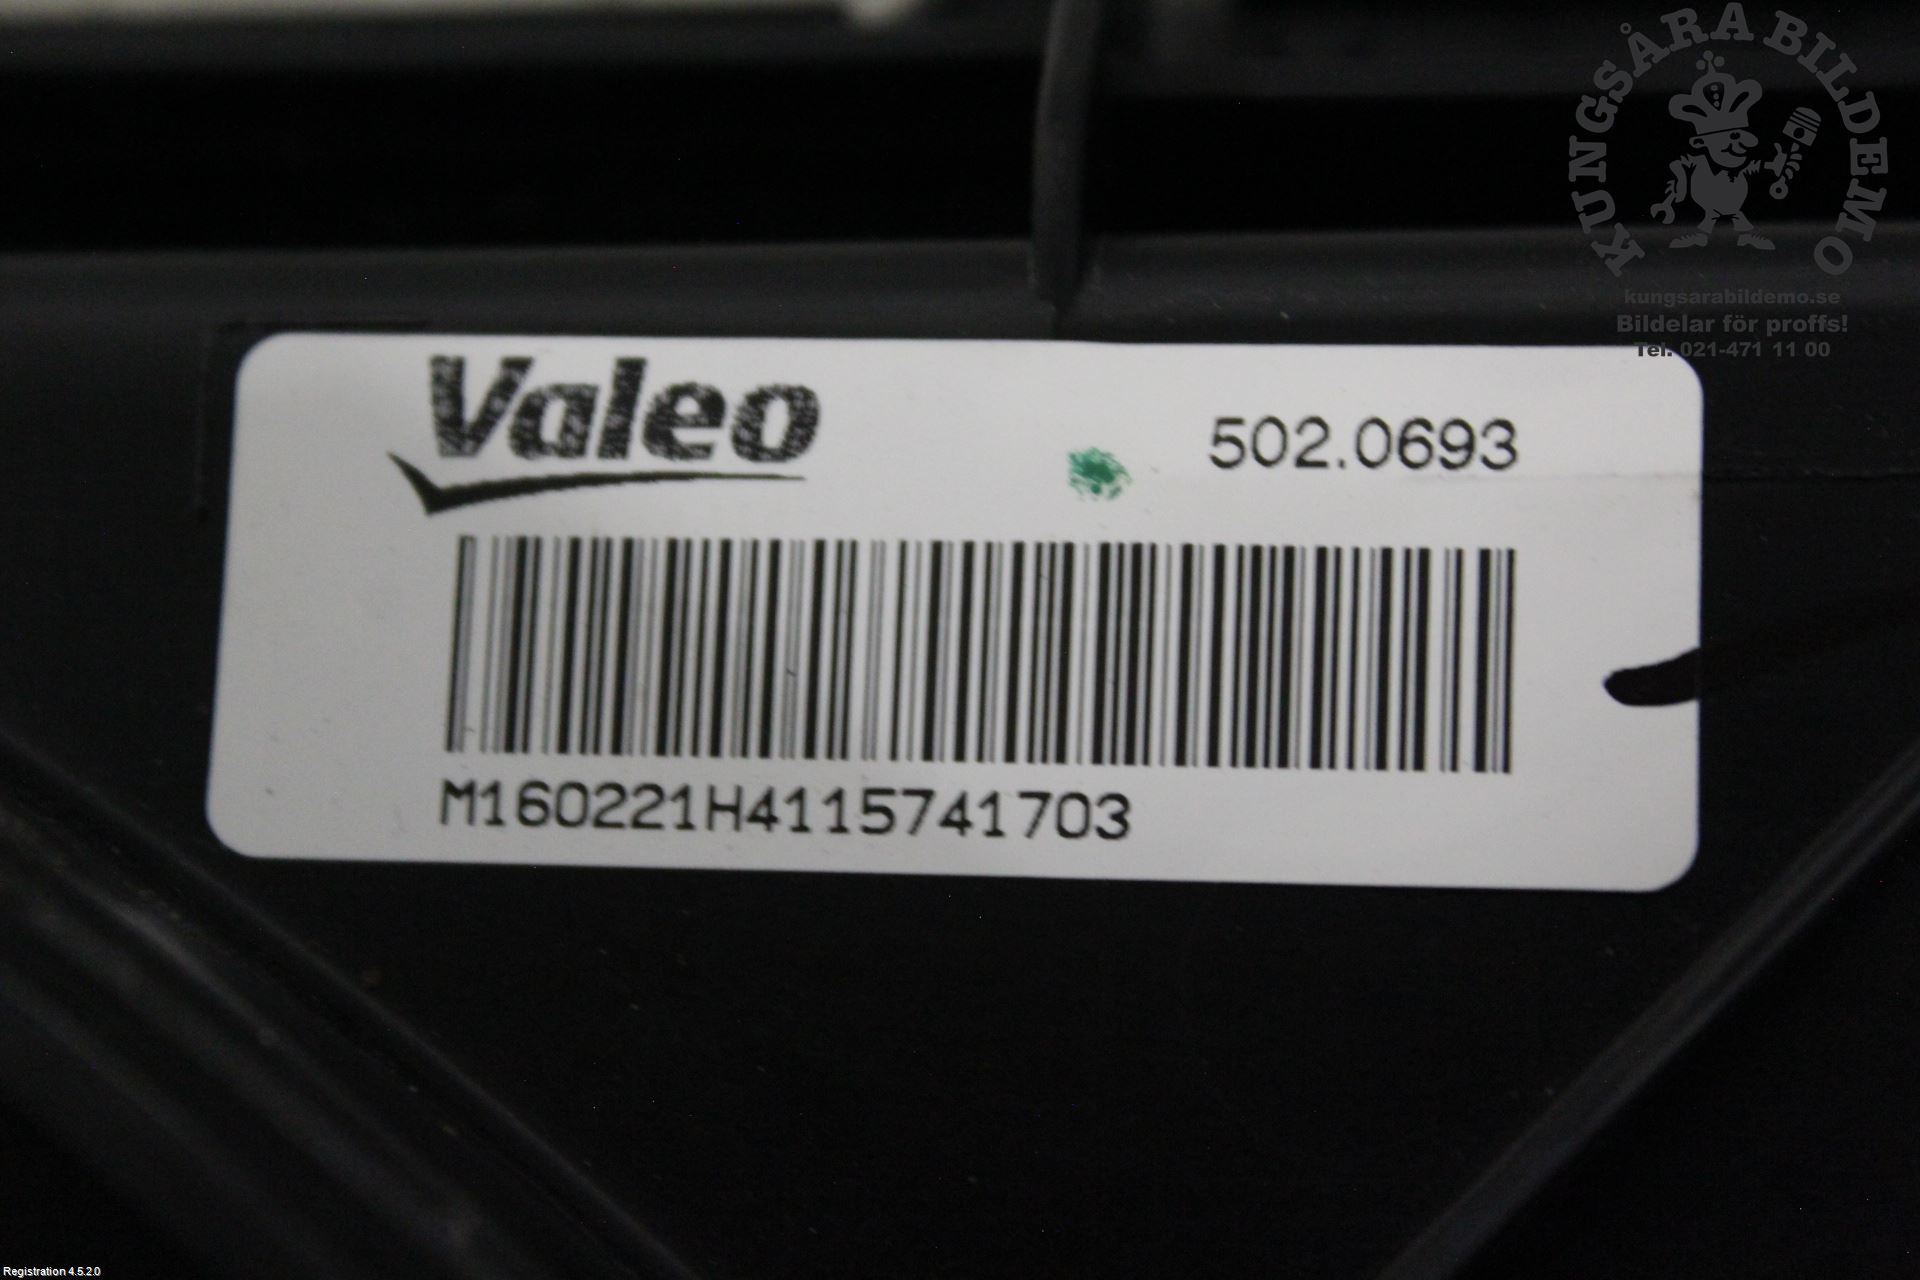 KUNGSÅRA BILDEMO
kungsarabildemo.se
Bildelar för proffs!
Tel. 021-471 11 00
Valeo
502.0693
M160221H4115741703
Registration 4.5.2.0